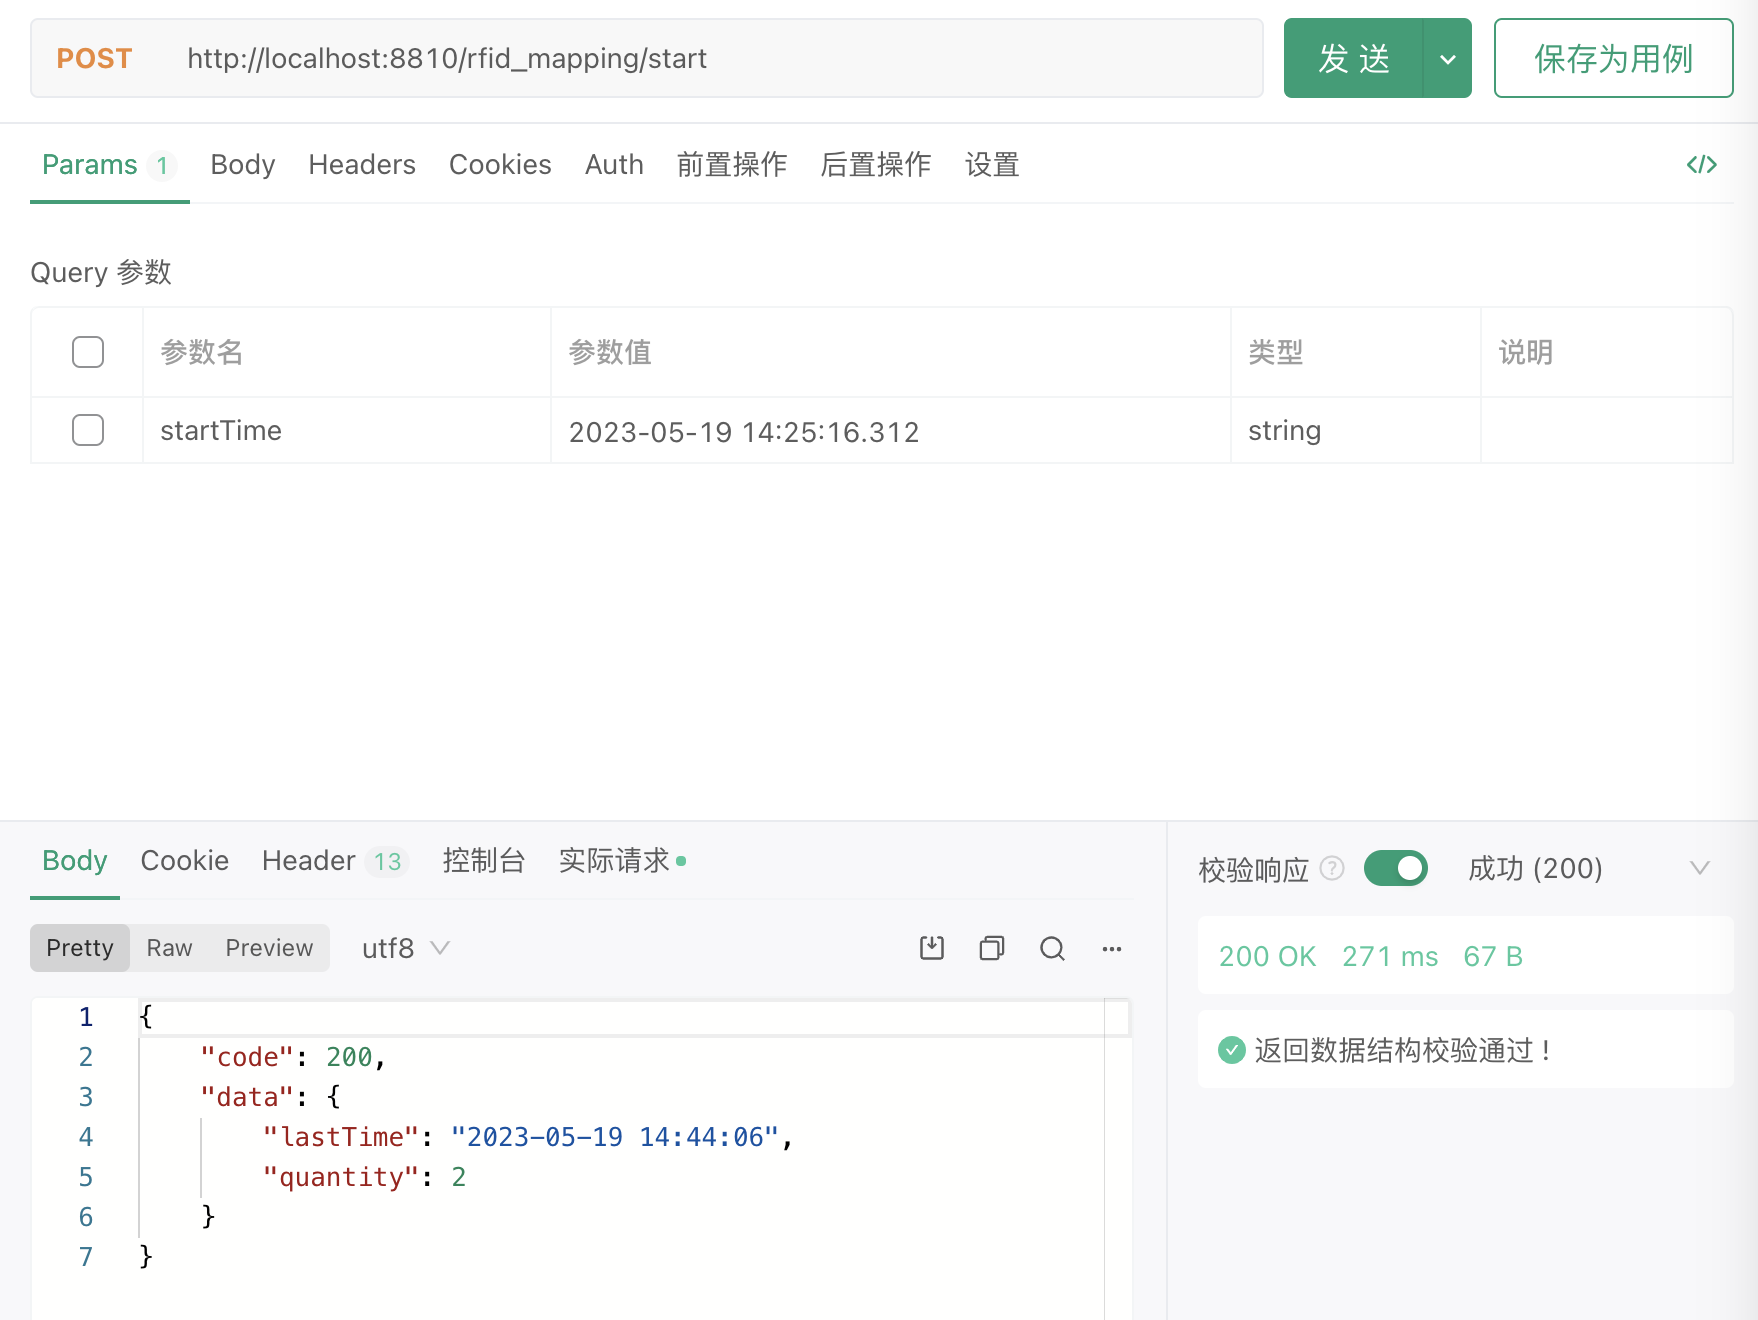 POST http://localhost:8810/rfid_mapping/start 发 送 保存为用例
Params 1 Body Headers Cookies Auth 前置操作 后置操作 设置 </>
Query 参数
参数名 参数值 类型 说明
startTime 2023-05-19 14:25:16.312 string
Body Cookie Header 13 控制台 实际请求
校验响应 ? 成功 (200)
Pretty Raw Preview utf8
200 OK 271 ms 67 B
返回数据结构校验通过！
1 {
2 "code": 200,
3 "data": {
4 "lastTime": "2023-05-19 14:44:06",
5 "quantity": 2
6 }
7 }